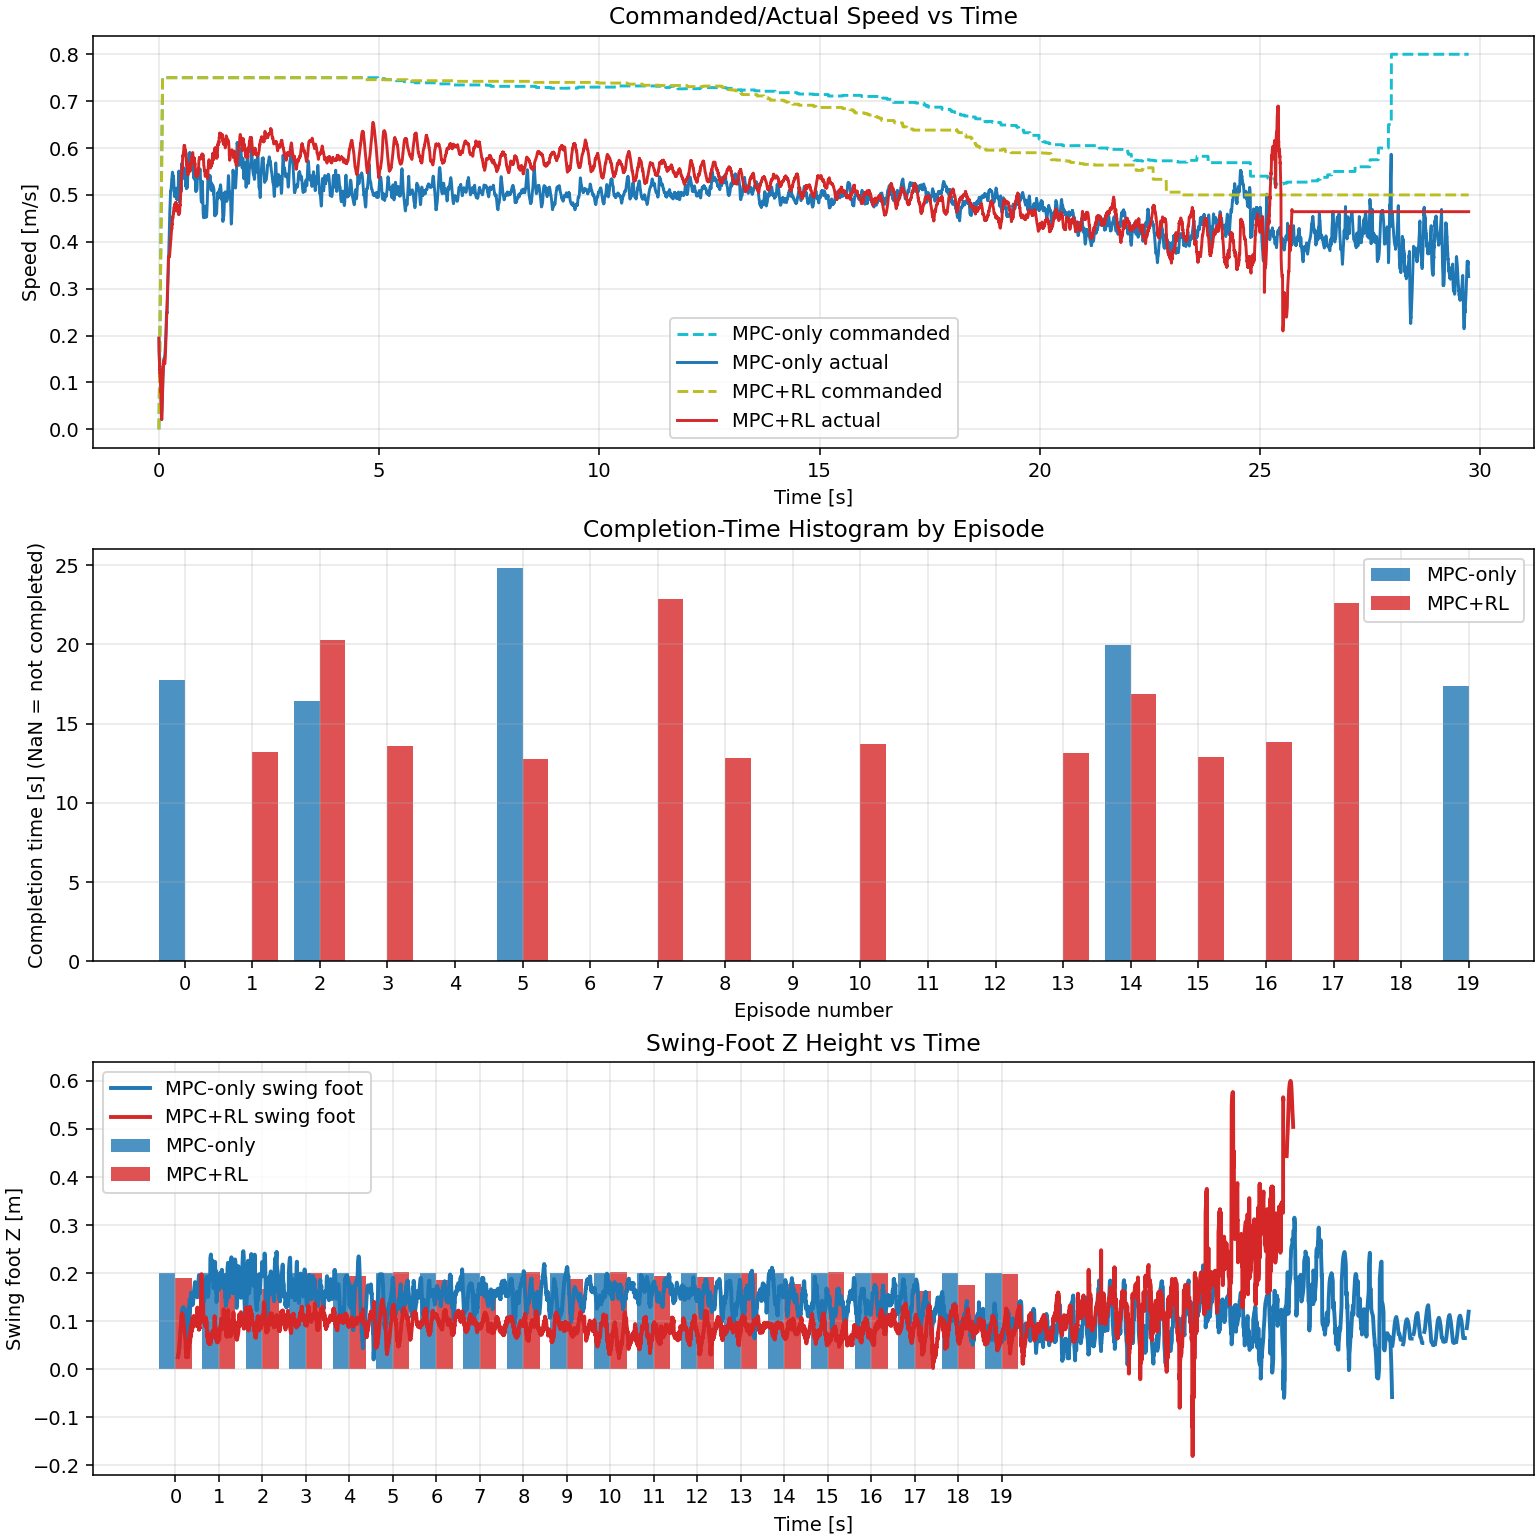 Commanded/Actual Speed vs Time
Speed [m/s]
0.8
0.7
0.6
0.5
0.4
0.3
0.2
0.1
0.0
MPC-only commanded
MPC-only actual
MPC+RL commanded
MPC+RL actual
0 5 10 15 20 25 30
Time [s]
Completion-Time Histogram by Episode
Completion time [s] (NaN = not completed)
25
20
15
10
5
0
MPC-only
MPC+RL
0 1 2 3 4 5 6 7 8 9 10 11 12 13 14 15 16 17 18 19
Episode number
Swing-Foot Z Height vs Time
Swing foot Z [m]
0.6
0.5
0.4
0.3
0.2
0.1
0.0
−0.1
−0.2
MPC-only swing foot
MPC+RL swing foot
MPC-only
MPC+RL
0 1 2 3 4 5 6 7 8 9 10 11 12 13 14 15 16 17 18 19
Time [s]